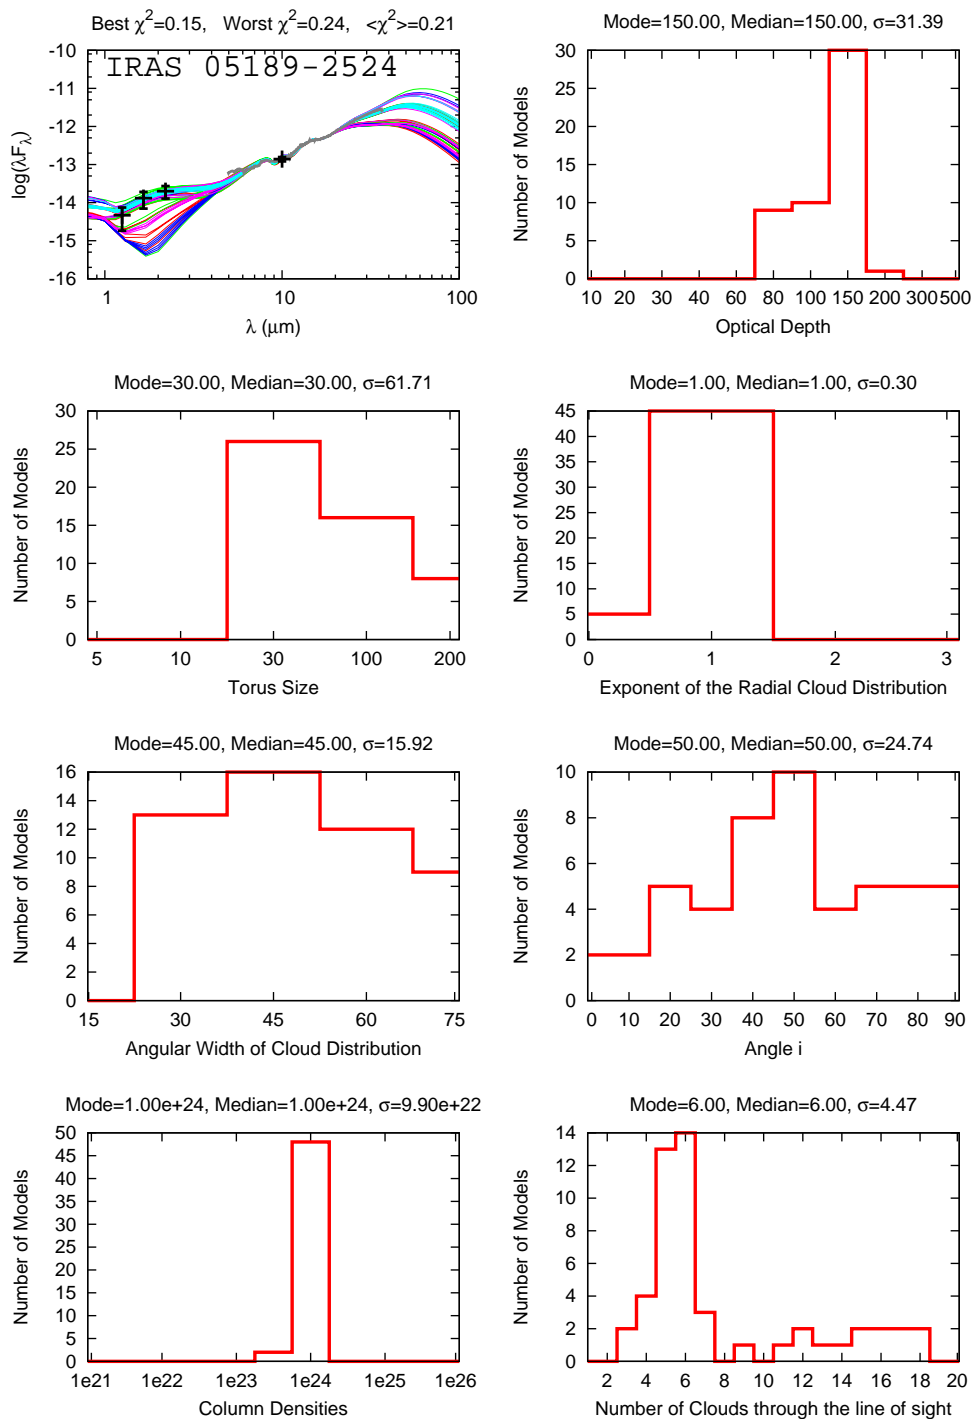 Best χ²=0.15, Worst χ²=0.24, <χ²>=0.21
IRAS 05189-2524
log(λFλ)
-10
-11
-12
-13
-14
-15
-16
1 10 100
λ (μm)
Mode=150.00, Median=150.00, σ=31.39
Number of Models
30
25
20
15
10
5
0
10 20 30 40 60 80 100 150 200 300 500
Optical Depth
Mode=30.00, Median=30.00, σ=61.71
Number of Models
30
25
20
15
10
5
0
5 10 30 100 200
Torus Size
Mode=1.00, Median=1.00, σ=0.30
Number of Models
45
40
35
30
25
20
15
10
5
0
0 1 2 3
Exponent of the Radial Cloud Distribution
Mode=45.00, Median=45.00, σ=15.92
Number of Models
16
14
12
10
8
6
4
2
0
15 30 45 60 75
Angular Width of Cloud Distribution
Mode=50.00, Median=50.00, σ=24.74
Number of Models
10
8
6
4
2
0
0 10 20 30 40 50 60 70 80 90
Angle i
Mode=1.00e+24, Median=1.00e+24, σ=9.90e+22
Number of Models
50
45
40
35
30
25
20
15
10
5
0
1e21 1e22 1e23 1e24 1e25 1e26
Column Densities
Mode=6.00, Median=6.00, σ=4.47
Number of Models
14
12
10
8
6
4
2
0
2 4 6 8 10 12 14 16 18 20
Number of Clouds through the line of sight